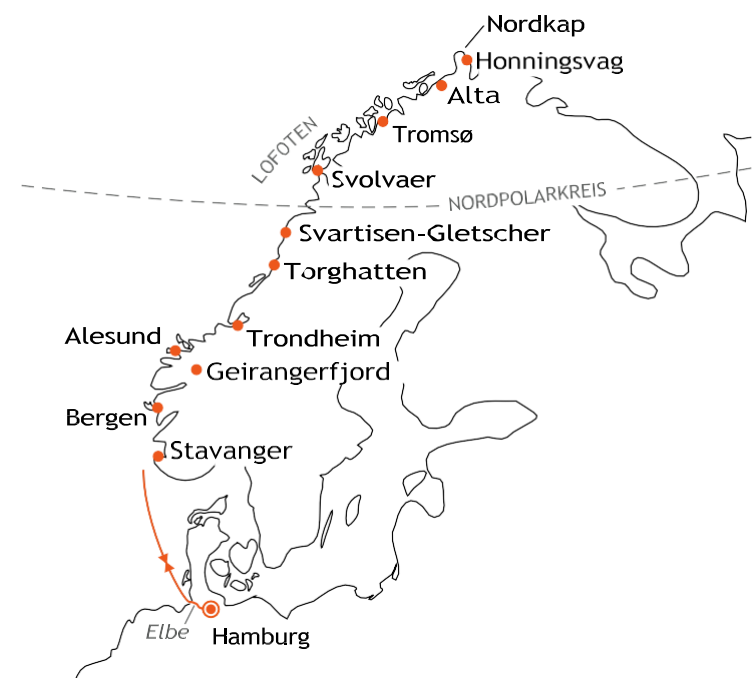 Nordkap
Honningsvag
Alta
Tromsø
LOFOTEN
Svolvaer
NORDPOLARKREIS
Svartisen-Gletscher
Torghatten
Alesund
Trondheim
Geirangerfjord
Bergen
Stavanger
Elbe
Hamburg